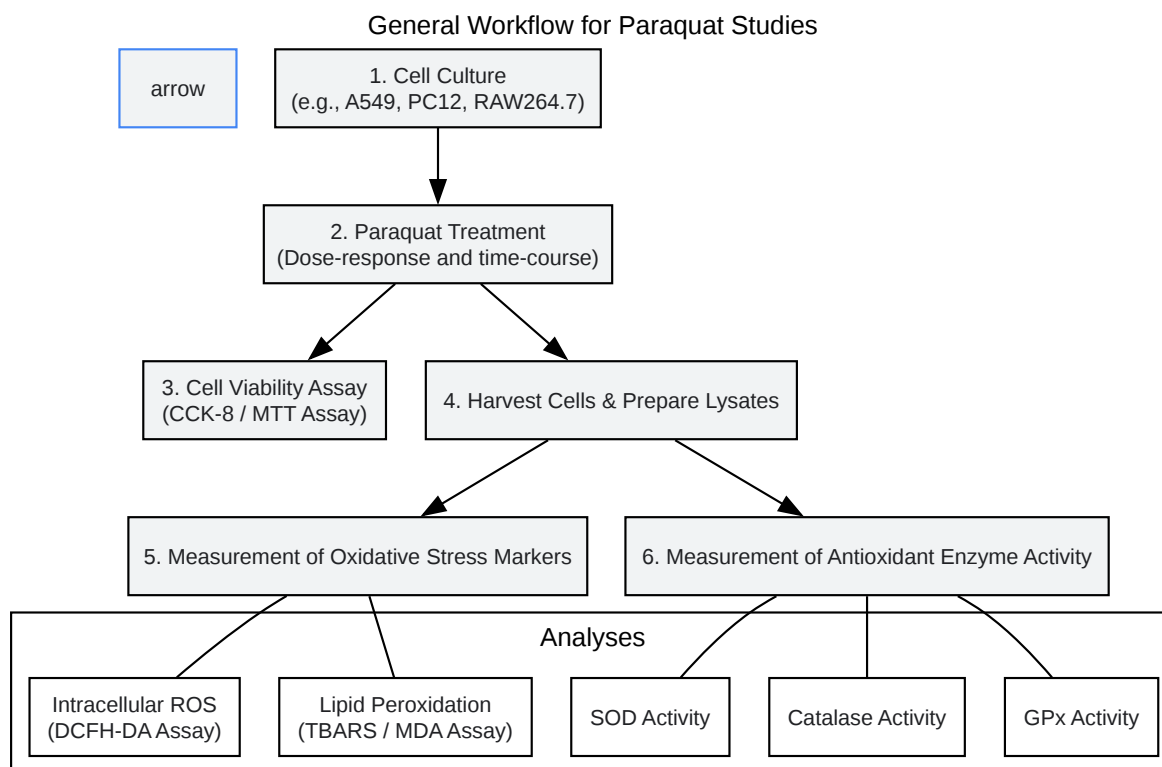 General Workflow for Paraquat Studies
arrow
1. Cell Culture
(e.g., A549, PC12, RAW264.7)
2. Paraquat Treatment
(Dose-response and time-course)
3. Cell Viability Assay
(CCK-8 / MTT Assay)
4. Harvest Cells & Prepare Lysates
5. Measurement of Oxidative Stress Markers
6. Measurement of Antioxidant Enzyme Activity
Analyses
Intracellular ROS
(DCFH-DA Assay)
Lipid Peroxidation
(TBARS / MDA Assay)
SOD Activity
Catalase Activity
GPx Activity